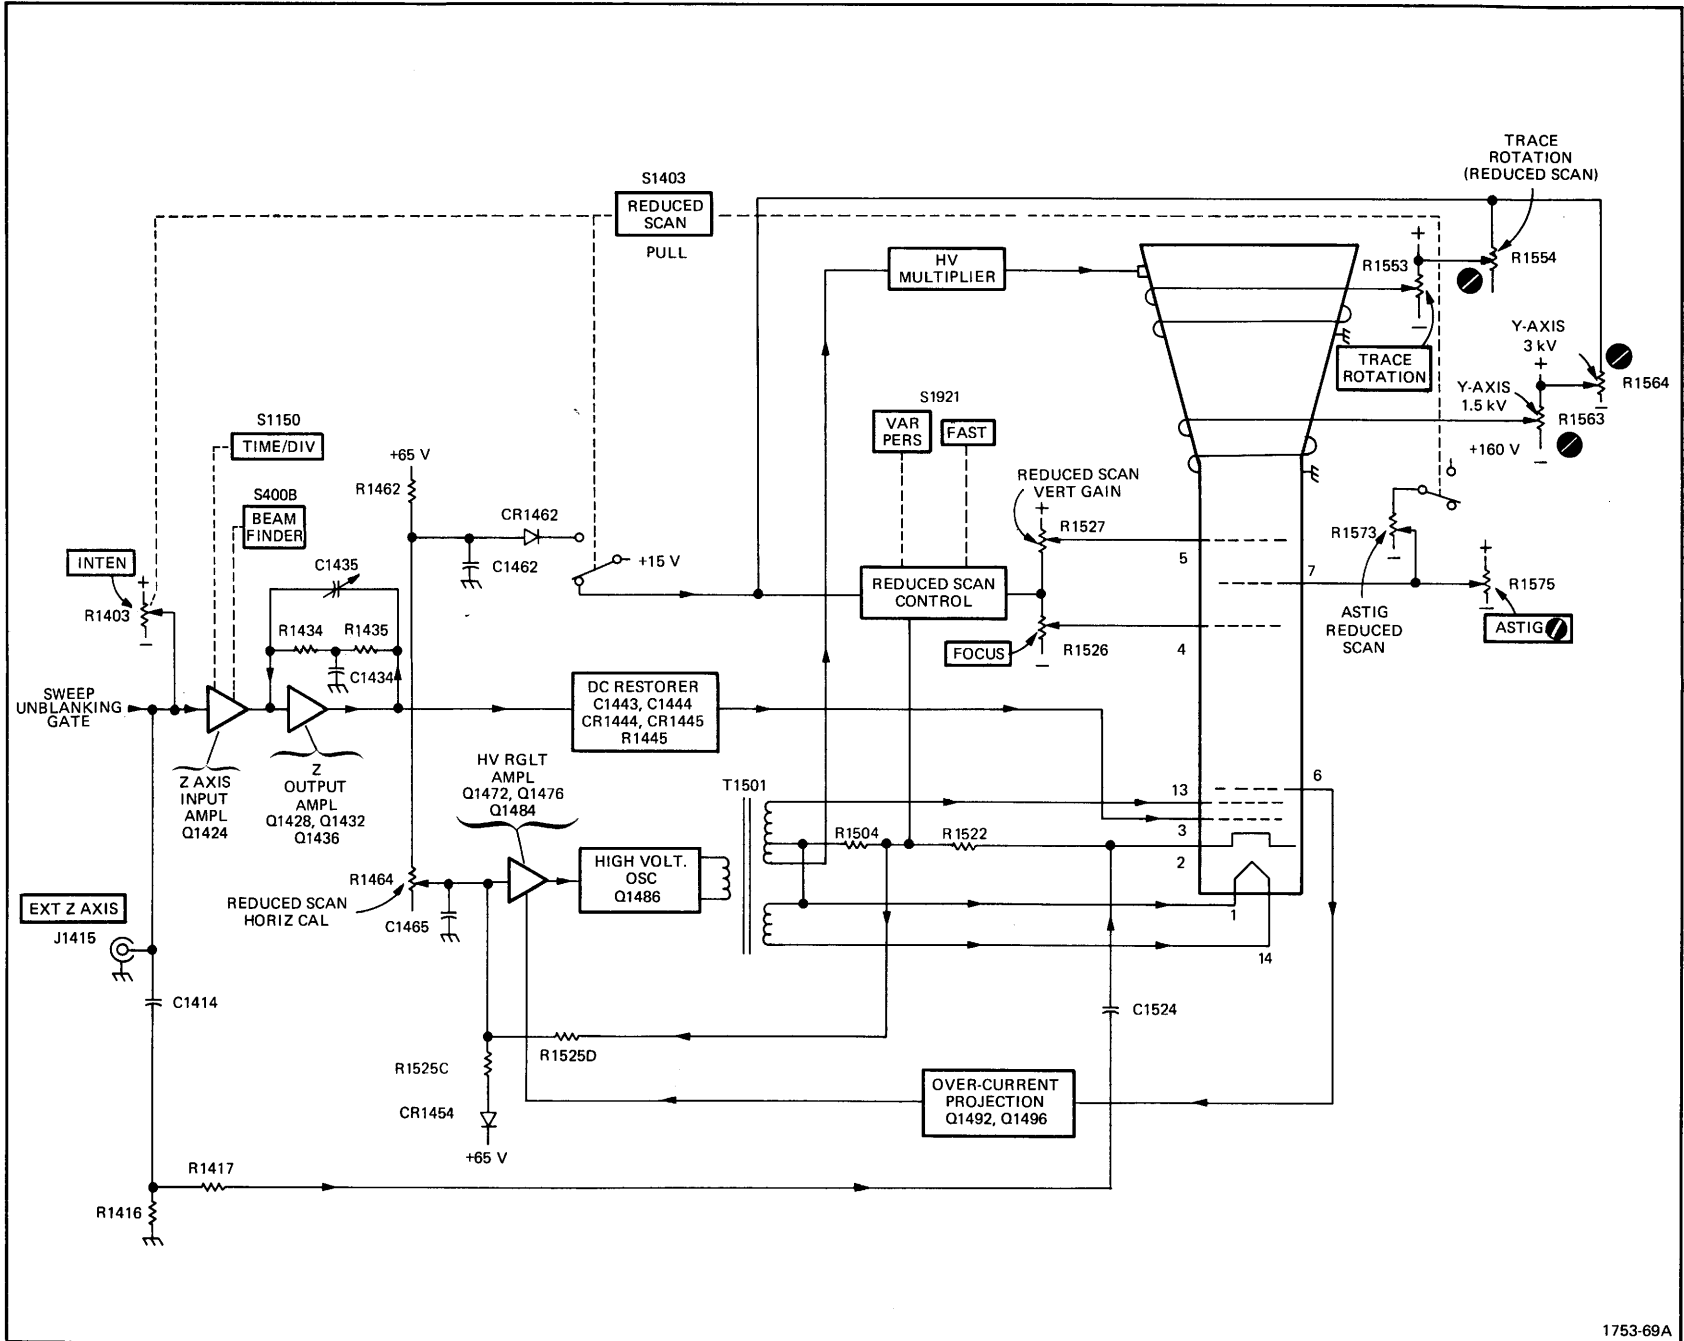 TRACE
ROTATION
(REDUCED SCAN)
S1403
REDUCED
SCAN
PULL
HV
MULTIPLIER
+
R1553
R1554
−
TRACE
ROTATION
Y-AXIS
3 kV
+
R1564
−
Y-AXIS
1.5 kV
R1563
+160 V
−
S1150
TIME/DIV
S400B
BEAM
FINDER
+65 V
R1462
CR1462
C1462
+15 V
S1921
VAR
PERS
FAST
REDUCED SCAN
VERT GAIN
+
R1527
5
REDUCED SCAN
CONTROL
R1526
−
FOCUS
4
7
R1573
−
ASTIG
REDUCED
SCAN
+
R1575
−
ASTIG
INTEN
+
R1403
−
C1435
R1434
R1435
C1434
SWEEP
UNBLANKING
GATE
Z AXIS
INPUT
AMPL
Q1424
Z
OUTPUT
AMPL
Q1428, Q1432
Q1436
DC RESTORER
C1443, C1444
CR1444, CR1445
R1445
HV RGLT
AMPL
Q1472, Q1476
Q1484
T1501
6
13
3
2
R1504
R1522
R1464
REDUCED SCAN
HORIZ CAL
C1465
HIGH VOLT.
OSC
Q1486
1
14
EXT Z AXIS
J1415
C1414
C1524
R1525D
R1525C
CR1454
+65 V
OVER-CURRENT
PROJECTION
Q1492, Q1496
R1417
R1416
1753-69A